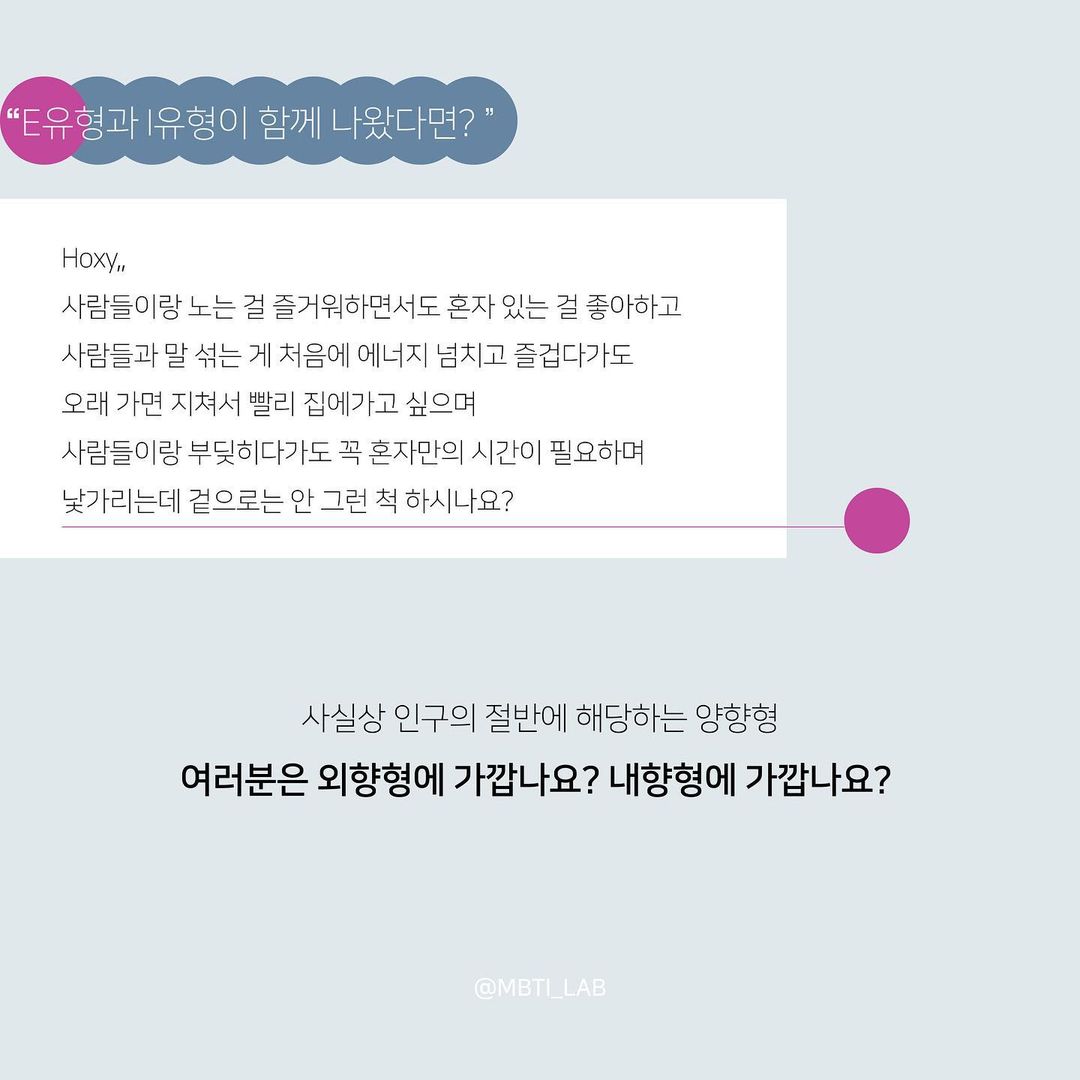 “E유형과 I유형이 함께 나왔다면? ”
Hoxy,,
사람들이랑 노는 걸 즐거워하면서도 혼자 있는 걸 좋아하고
사람들과 말 섞는 게 처음에 에너지 넘치고 즐겁다가도
오래 가면 지쳐서 빨리 집에가고 싶으며
사람들이랑 부딪히다가도 꼭 혼자만의 시간이 필요하며
낯가리는데 겉으로는 안 그런 척 하시나요?
사실상 인구의 절반에 해당하는 양향형
여러분은 외향형에 가깝나요? 내향형에 가깝나요?
@MBTI_LAB